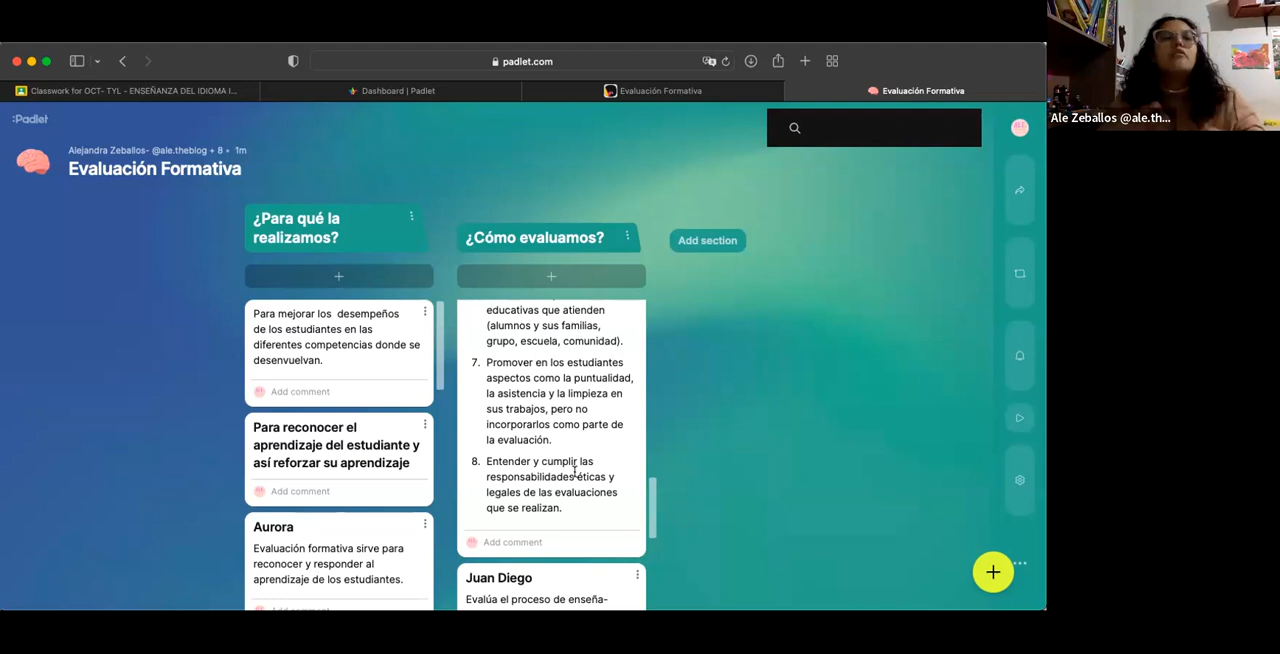 padlet.com
Classwork for OCT- TYL - ENSEÑANZA DEL IDIOMA I...
Dashboard | Padlet
Evaluación Formativa
Evaluación Formativa
Ale Zeballos @ale.th...
:Padlet
Alejandra Zeballos- @ale.theblog + 8 • 1m
Evaluación Formativa
¿Para qué la
realizamos?
Para mejorar los desempeños
de los estudiantes en las
diferentes competencias donde se
desenvuelvan.
Add comment
Para reconocer el
aprendizaje del estudiante y
así reforzar su aprendizaje
Add comment
Aurora
Evaluación formativa sirve para
reconocer y responder al
aprendizaje de los estudiantes.
Add comment
¿Cómo evaluamos?
educativas que atienden
(alumnos y sus familias,
grupo, escuela, comunidad).
7. Promover en los estudiantes
aspectos como la puntualidad,
la asistencia y la limpieza en
sus trabajos, pero no
incorporarlos como parte de
la evaluación.
8. Entender y cumplir las
responsabilidades éticas y
legales de las evaluaciones
que se realizan.
Add comment
Juan Diego
Evalúa el proceso de enseña-
Add section